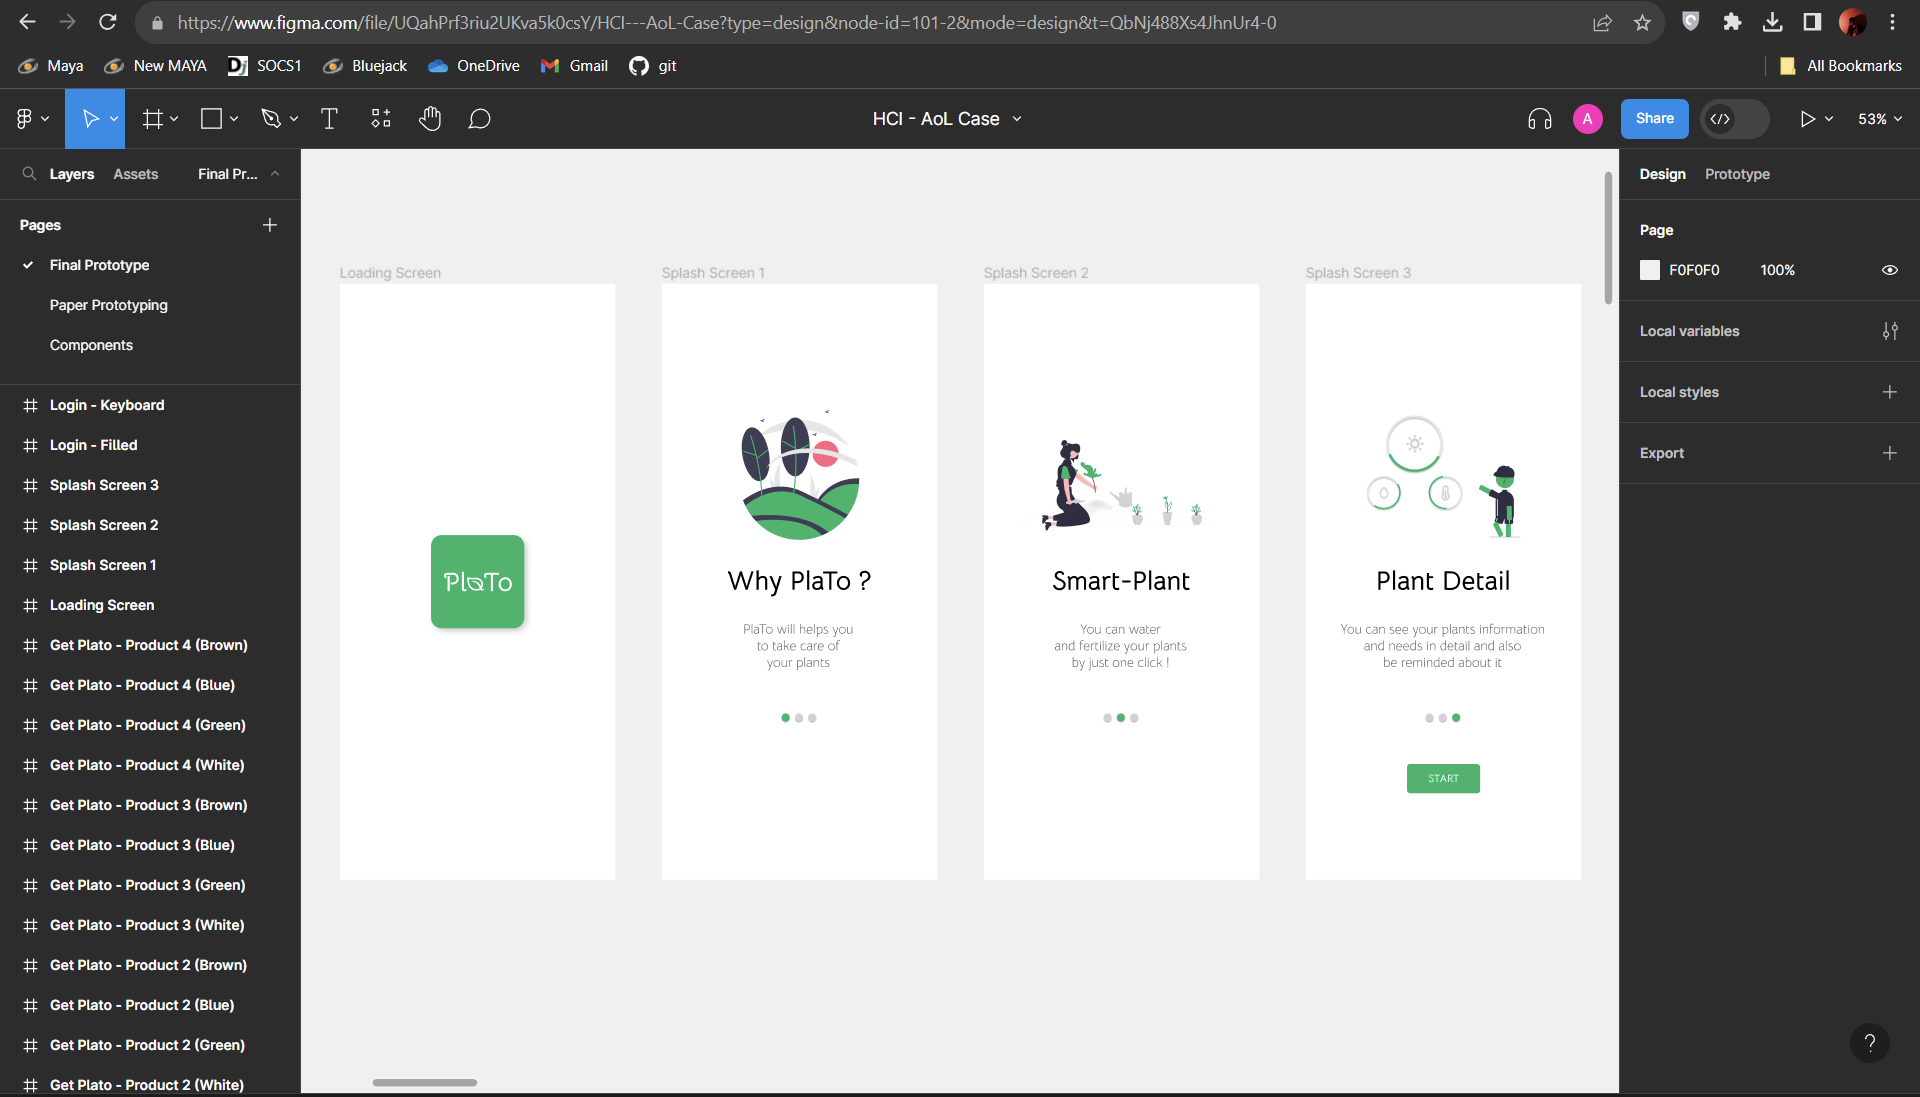 https://www.figma.com/file/UQahPrf3riu2UKva5k0csY/HCI---AoL-Case?type=design&node-id=101-2&mode=design&t=QbNj488Xs4JhnUr4-0
Maya New MAYA SOCS1 Bluejack OneDrive Gmail git All Bookmarks
HCI - AoL Case A Share 53%
Layers Assets Final Pr...
Pages
Final Prototype
Paper Prototyping
Components
Login - Keyboard
Login - Filled
Splash Screen 3
Splash Screen 2
Splash Screen 1
Loading Screen
Get Plato - Product 4 (Brown)
Get Plato - Product 4 (Blue)
Get Plato - Product 4 (Green)
Get Plato - Product 4 (White)
Get Plato - Product 3 (Brown)
Get Plato - Product 3 (Blue)
Get Plato - Product 3 (Green)
Get Plato - Product 3 (White)
Get Plato - Product 2 (Brown)
Get Plato - Product 2 (Blue)
Get Plato - Product 2 (Green)
Get Plato - Product 2 (White)
Loading Screen
PlaTo
Splash Screen 1
Why PlaTo ?
PlaTo will helps you
to take care of
your plants
Splash Screen 2
Smart-Plant
You can water
and fertilize your plants
by just one click !
Splash Screen 3
Plant Detail
You can see your plants information
and needs in detail and also
be reminded about it
START
Design Prototype
Page
F0F0F0 100%
Local variables
Local styles
Export
?